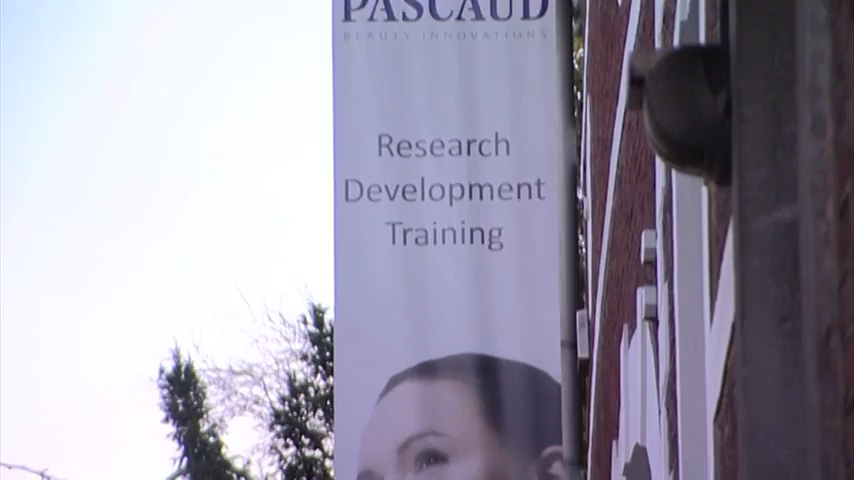 PASCAUD
BEAUTY INNOVATIONS
Research
Development
Training